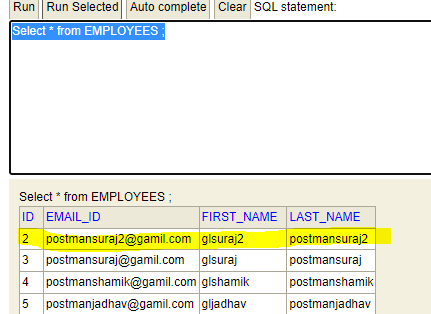 Run Run Selected Auto complete Clear SQL statement:
Select * from EMPLOYEES ;
Select * from EMPLOYEES ;
ID EMAIL_ID FIRST_NAME LAST_NAME
2 postmansuraj2@gamil.com glsuraj2 postmansuraj2
3 postmansuraj@gamil.com glsuraj postmansuraj
4 postmanshamik@gamil.com glshamik postmanshamik
5 postmanjadhav@gamil.com gljadhav postmanjadhav